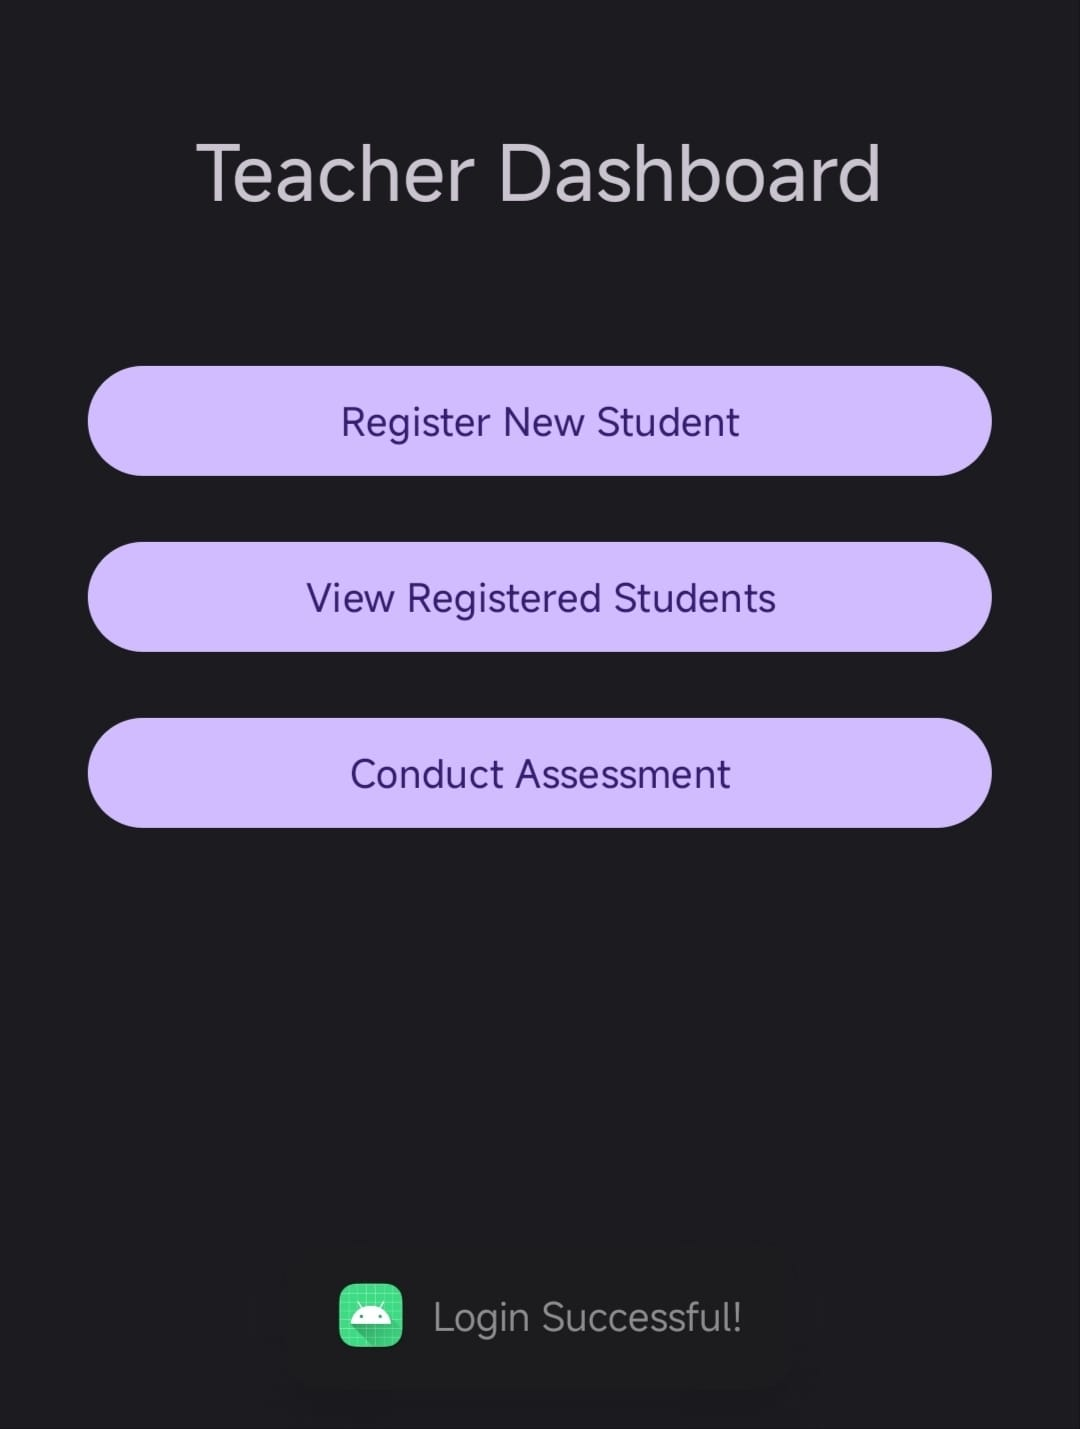 Teacher Dashboard
Register New Student
View Registered Students
Conduct Assessment
Login Successful!